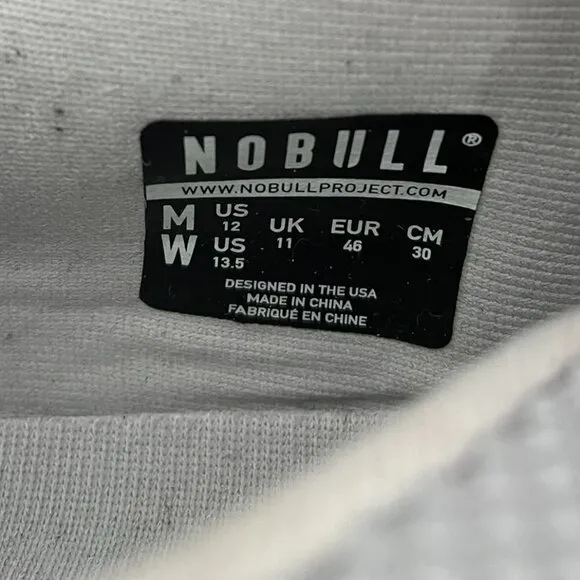 NOBULL®
WWW.NOBULLPROJECT.COM
M US 12 UK 11 EUR 46 CM 30
W US 13.5
DESIGNED IN THE USA
MADE IN CHINA
FABRIQUÉ EN CHINE